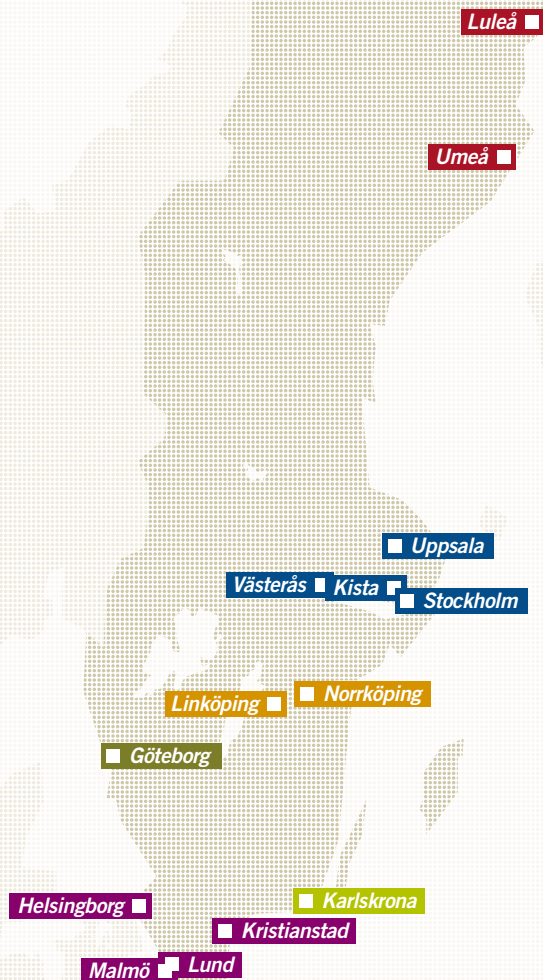 Luleå
Umeå
Uppsala
Västerås
Kista
Stockholm
Norrköping
Linköping
Göteborg
Karlskrona
Helsingborg
Kristianstad
Lund
Malmö